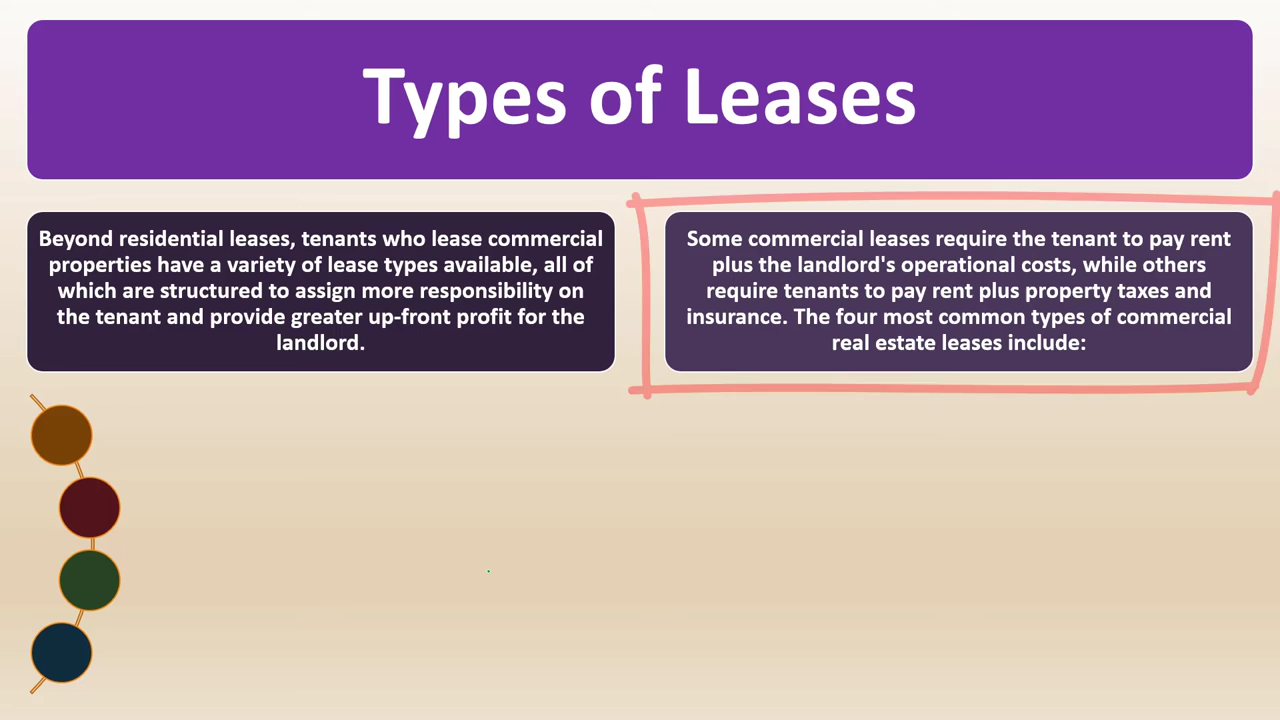 Types of Leases
Beyond residential leases, tenants who lease commercial
properties have a variety of lease types available, all of
which are structured to assign more responsibility on
the tenant and provide greater up-front profit for the
landlord.
Some commercial leases require the tenant to pay rent
plus the landlord's operational costs, while others
require tenants to pay rent plus property taxes and
insurance. The four most common types of commercial
real estate leases include: